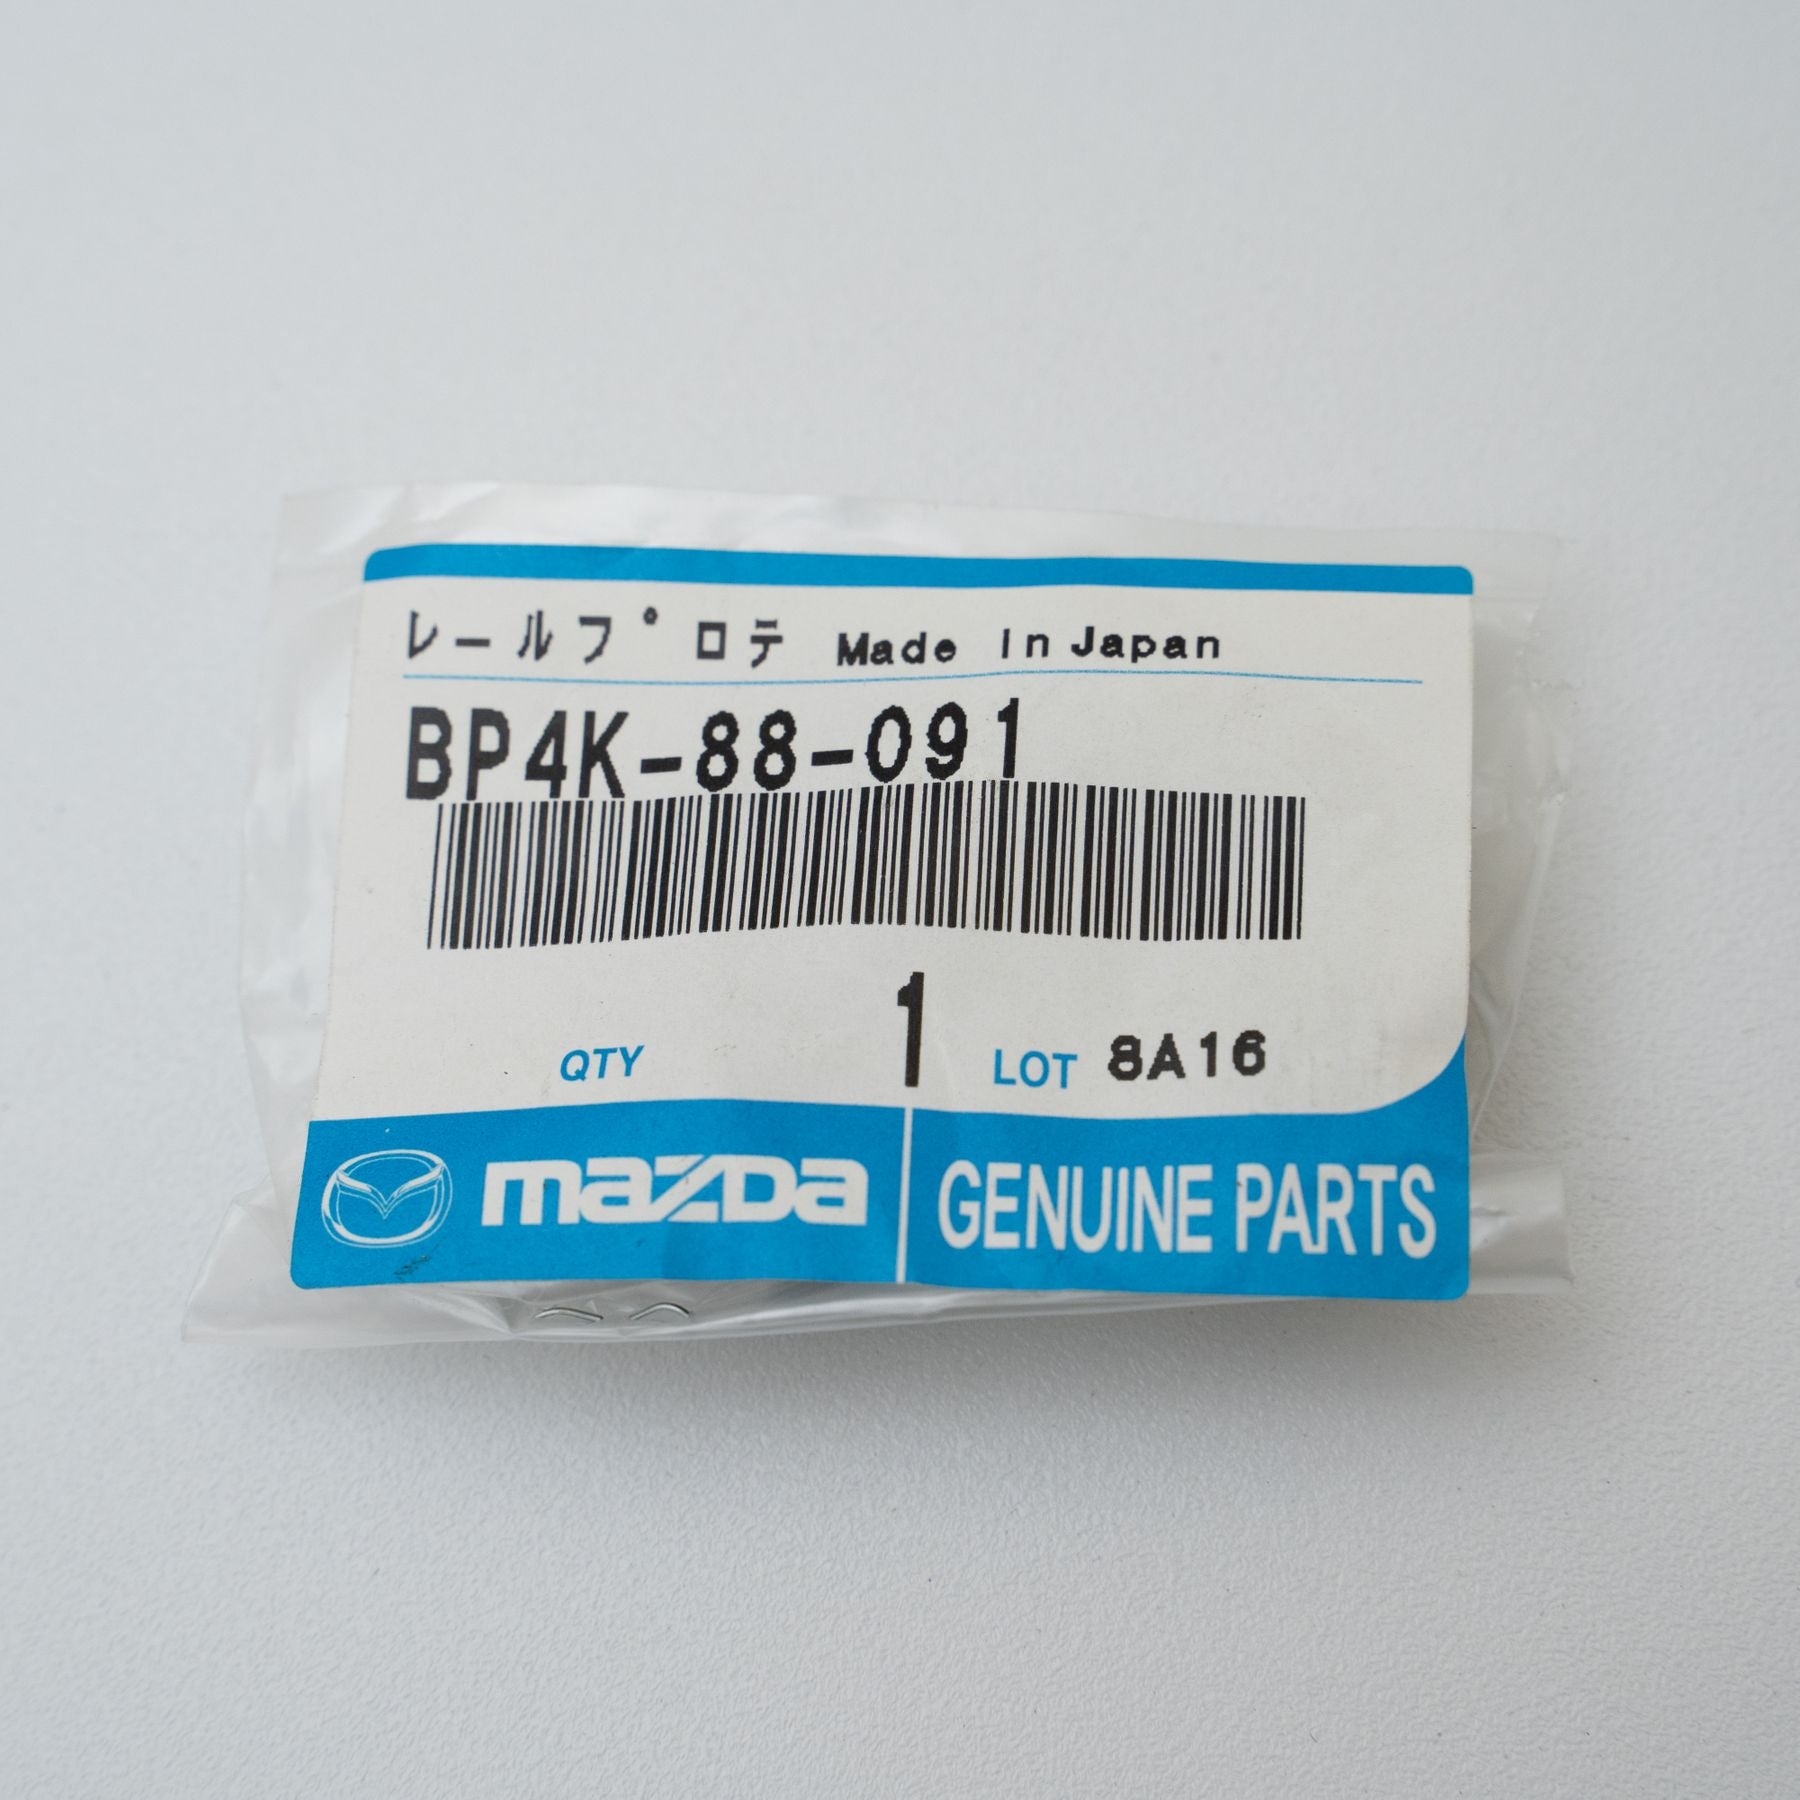 レールプロテ Made in Japan
BP4K-88-091
1
QTY LOT 8A16
mazda GENUINE PARTS